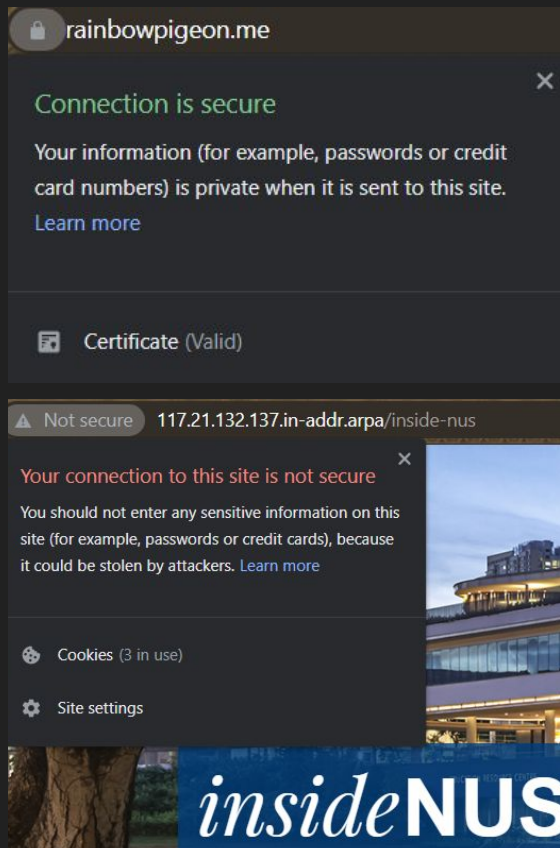 rainbowpigeon.me
Connection is secure
Your information (for example, passwords or credit
card numbers) is private when it is sent to this site.
Learn more
Certificate (Valid)
Not secure 117.21.132.137.in-addr.arpa/inside-nus
Your connection to this site is not secure
You should not enter any sensitive information on this
site (for example, passwords or credit cards), because
it could be stolen by attackers. Learn more
Cookies (3 in use)
Site settings
insideNUS